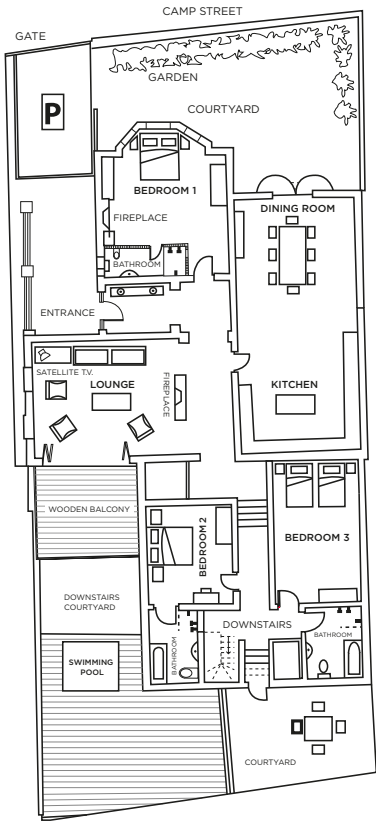 CAMP STREET
GATE
GARDEN
P
COURTYARD
BEDROOM 1
DINING ROOM
FIREPLACE
BATHROOM
ENTRANCE
SATELLITE T.V.
LOUNGE
FIREPLACE
KITCHEN
WOODEN BALCONY
BEDROOM 2
BEDROOM 3
DOWNSTAIRS
COURTYARD
DOWNSTAIRS
BATHROOM
BATHROOM
SWIMMING
POOL
COURTYARD